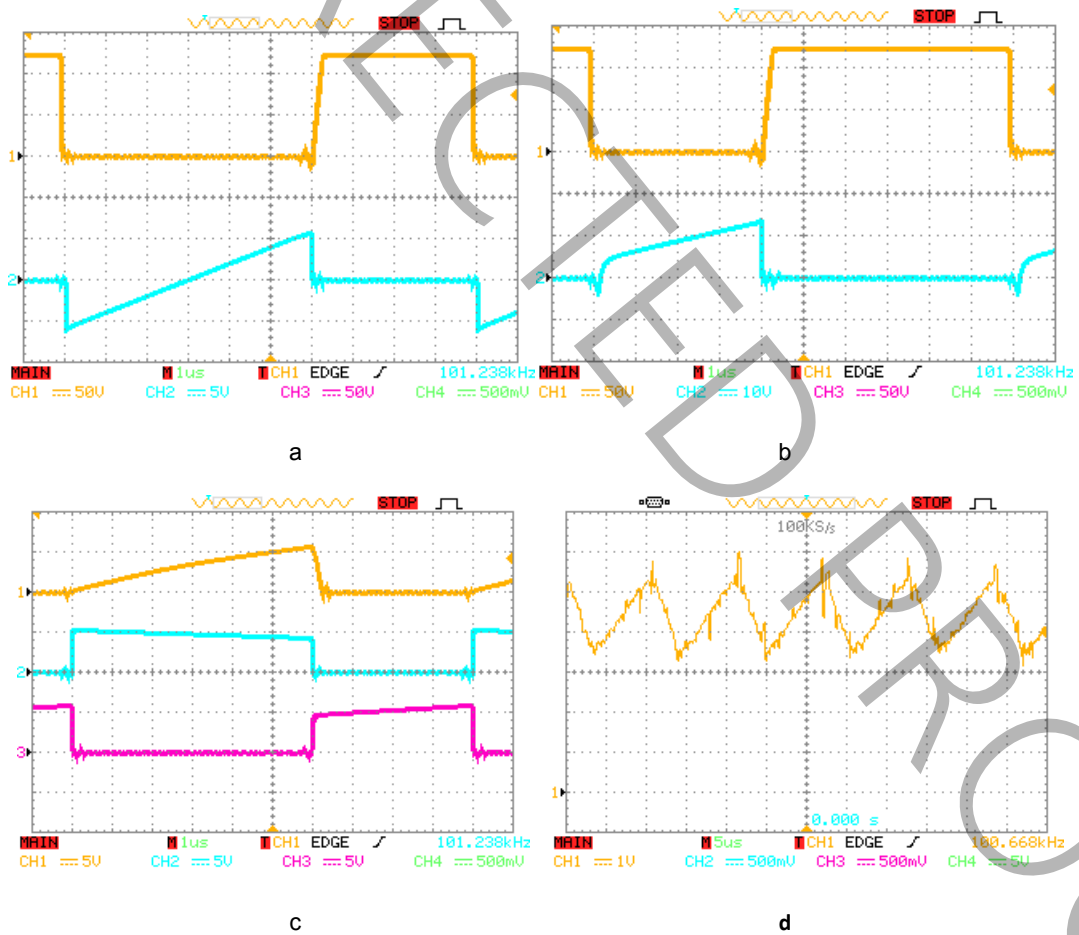 STOP
1
2
MAIN M 1us T CH1 EDGE 101.238kHz
CH1 50V CH2 5V CH3 50V CH4 500mV
a
STOP
1
2
MAIN M 1us T CH1 EDGE 101.238kHz
CH1 50V CH2 10V CH3 50V CH4 500mV
b
STOP
1
2
3
MAIN M 1us T CH1 EDGE 101.238kHz
CH1 5V CH2 5V CH3 5V CH4 500mV
c
STOP
100KS/s
1
0.000 s
MAIN M 5us T CH1 EDGE 100.668kHz
CH1 1V CH2 500mV CH3 500mV CH4 5V
d
ECTED
PRO